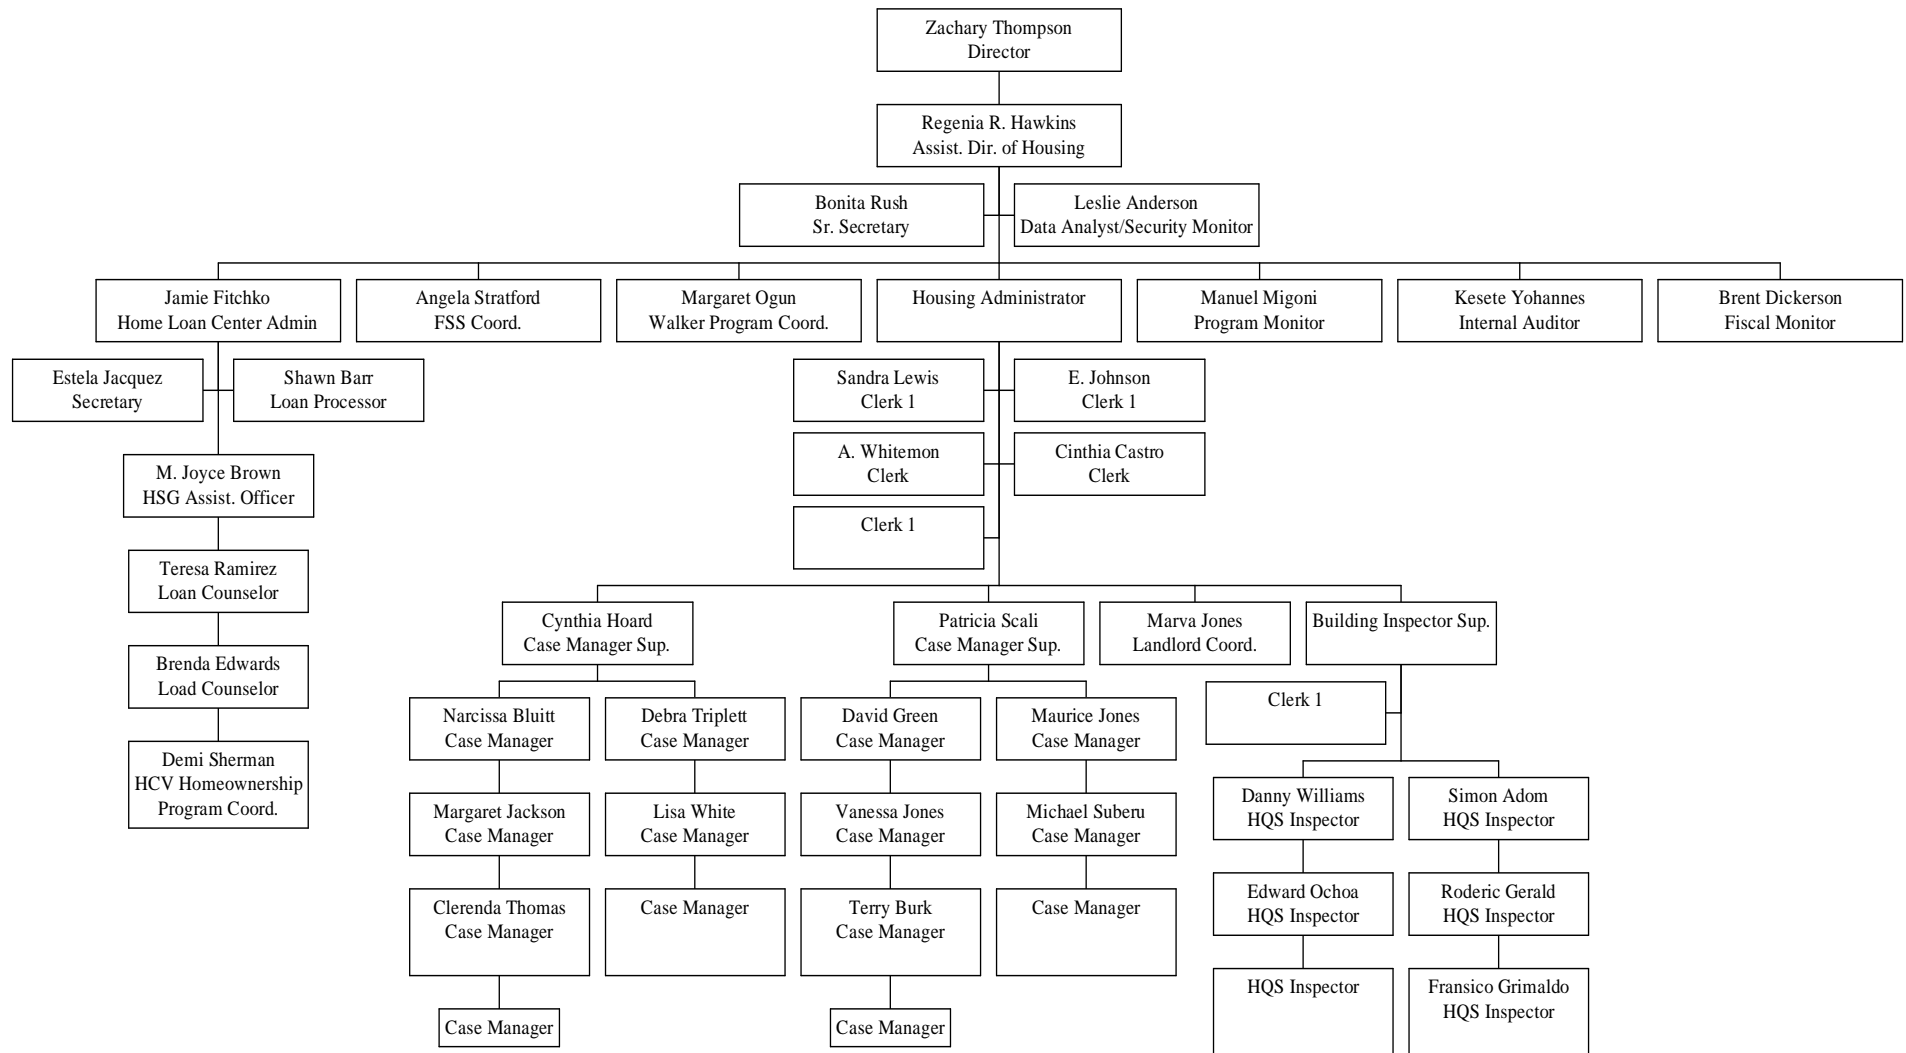 Zachary Thompson
Director
Regenia R. Hawkins
Assist. Dir. of Housing
Bonita Rush
Sr. Secretary
Leslie Anderson
Data Analyst/Security Monitor
Jamie Fitchko
Home Loan Center Admin
Angela Stratford
FSS Coord.
Margaret Ogun
Walker Program Coord.
Housing Administrator
Manuel Migoni
Program Monitor
Kesete Yohannes
Internal Auditor
Brent Dickerson
Fiscal Monitor
Estela Jacquez
Secretary
Shawn Barr
Loan Processor
M. Joyce Brown
HSG Assist. Officer
Teresa Ramirez
Loan Counselor
Brenda Edwards
Load Counselor
Demi Sherman
HCV Homeownership
Program Coord.
Sandra Lewis
Clerk 1
E. Johnson
Clerk 1
A. Whitemon
Clerk
Cinthia Castro
Clerk
Clerk 1
Cynthia Hoard
Case Manager Sup.
Patricia Scali
Case Manager Sup.
Marva Jones
Landlord Coord.
Building Inspector Sup.
Narcissa Bluitt
Case Manager
Margaret Jackson
Case Manager
Clerenda Thomas
Case Manager
Case Manager
Debra Triplett
Case Manager
Lisa White
Case Manager
Case Manager
David Green
Case Manager
Vanessa Jones
Case Manager
Terry Burk
Case Manager
Case Manager
Maurice Jones
Case Manager
Michael Suberu
Case Manager
Case Manager
Clerk 1
Danny Williams
HQS Inspector
Edward Ochoa
HQS Inspector
HQS Inspector
Simon Adom
HQS Inspector
Roderic Gerald
HQS Inspector
Fransico Grimaldo
HQS Inspector